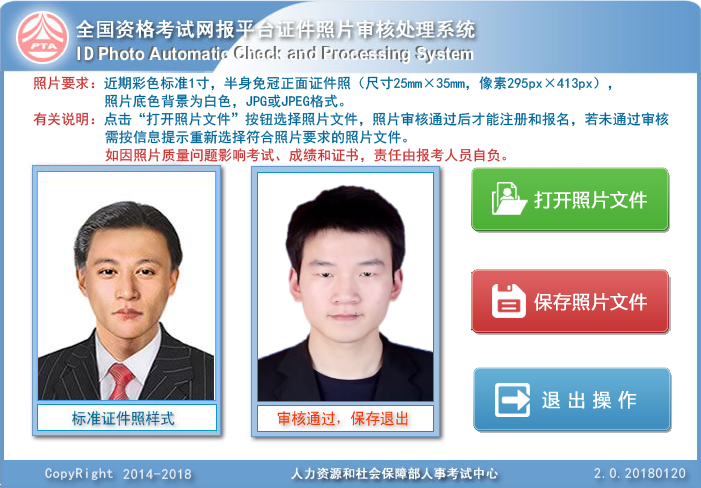 全国资格考试网报平台证件照片审核处理系统
ID Photo Automatic Check and Processing System
PTA
照片要求：近期彩色标准1寸，半身免冠正面证件照（尺寸25mm×35mm，像素295px×413px），
照片底色背景为白色，JPG或JPEG格式。
有关说明：点击“打开照片文件”按钮选择照片文件，照片审核通过后才能注册和报名，若未通过审核
需按信息提示重新选择符合照片要求的照片文件。
如因照片质量问题影响考试、成绩和证书，责任由报考人员自负。
打开照片文件
保存照片文件
退出操作
标准证件照样式
审核通过，保存退出
CopyRight 2014-2018
人力资源和社会保障部人事考试中心
2.0.20180120